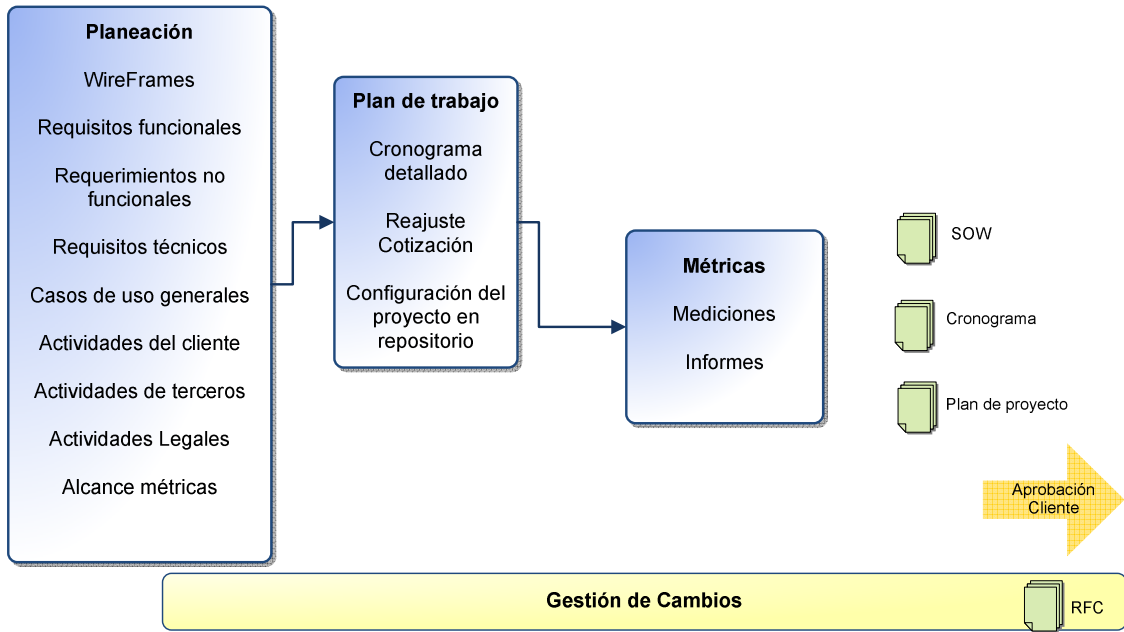 Planeación
WireFrames
Requisitos funcionales
Requerimientos no
funcionales
Requisitos técnicos
Casos de uso generales
Actividades del cliente
Actividades de terceros
Actividades Legales
Alcance métricas
Plan de trabajo
Cronograma
detallado
Reajuste
Cotización
Configuración del
proyecto en
repositorio
Métricas
Mediciones
Informes
SOW
Cronograma
Plan de proyecto
Aprobación
Cliente
Gestión de Cambios
RFC